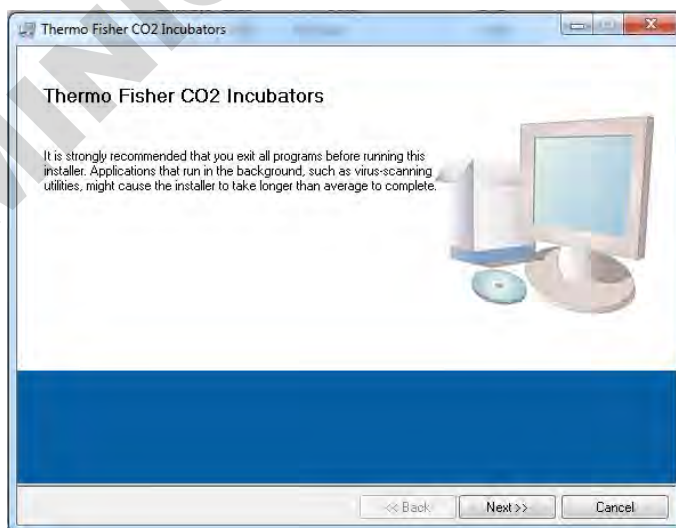 Thermo Fisher CO2 Incubators
Thermo Fisher CO2 Incubators
It is strongly recommended that you exit all programs before running this
installer. Applications that run in the background, such as virus-scanning
utilities, might cause the installer to take longer than average to complete.
<< Back
Next >>
Cancel